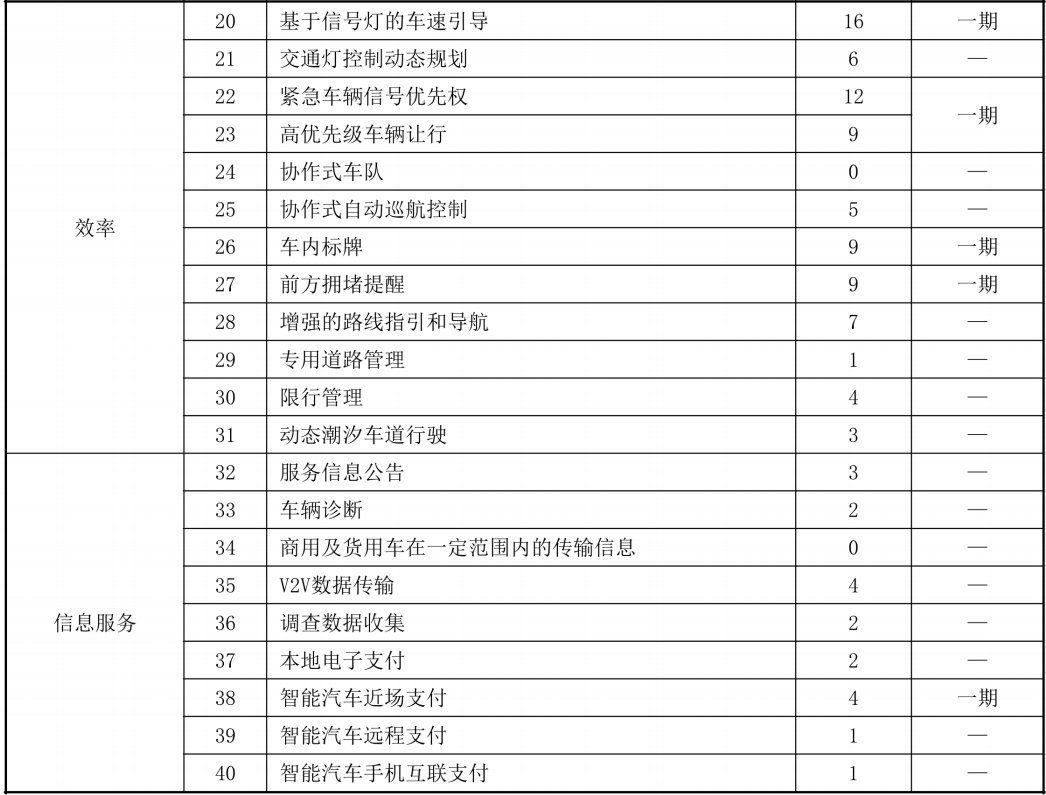 20 基于信号灯的车速引导 16 一期
21 交通灯控制动态规划 6 —
22 紧急车辆信号优先权 12
一期
23 高优先级车辆让行 9
24 协作式车队 0 —
25 协作式自动巡航控制 5 —
效率
26 车内标牌 9 一期
27 前方拥堵提醒 9 一期
28 增强的路线指引和导航 7 —
29 专用道路管理 1 —
30 限行管理 4 —
31 动态潮汐车道行驶 3 —
32 服务信息公告 3 —
33 车辆诊断 2 —
34 商用及货用车在一定范围内的传输信息 0 —
35 V2V数据传输 4 —
信息服务 36 调查数据收集 2 —
37 本地电子支付 2 —
38 智能汽车近场支付 4 一期
39 智能汽车远程支付 1 —
40 智能汽车手机互联支付 1 —